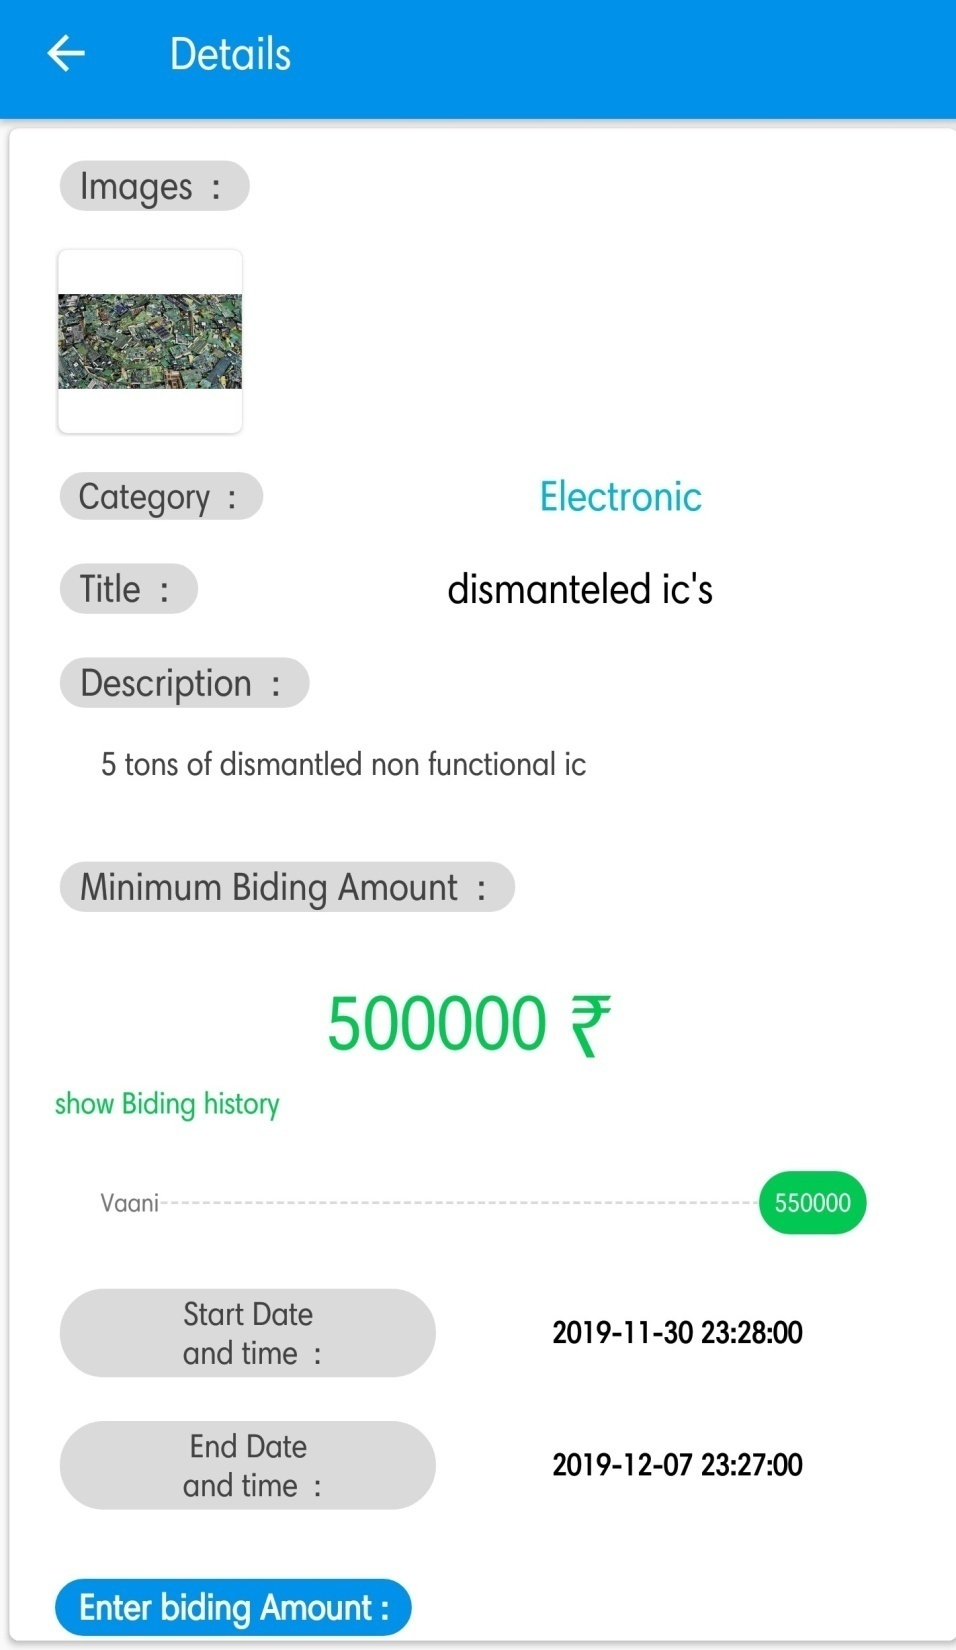 Details
Images :
Category :
Electronic
Title :
dismanteled ic's
Description :
5 tons of dismantled non functional ic
Minimum Biding Amount :
500000 ₹
show Biding history
Vaani
550000
Start Date
and time :
2019-11-30 23:28:00
End Date
and time :
2019-12-07 23:27:00
Enter biding Amount :